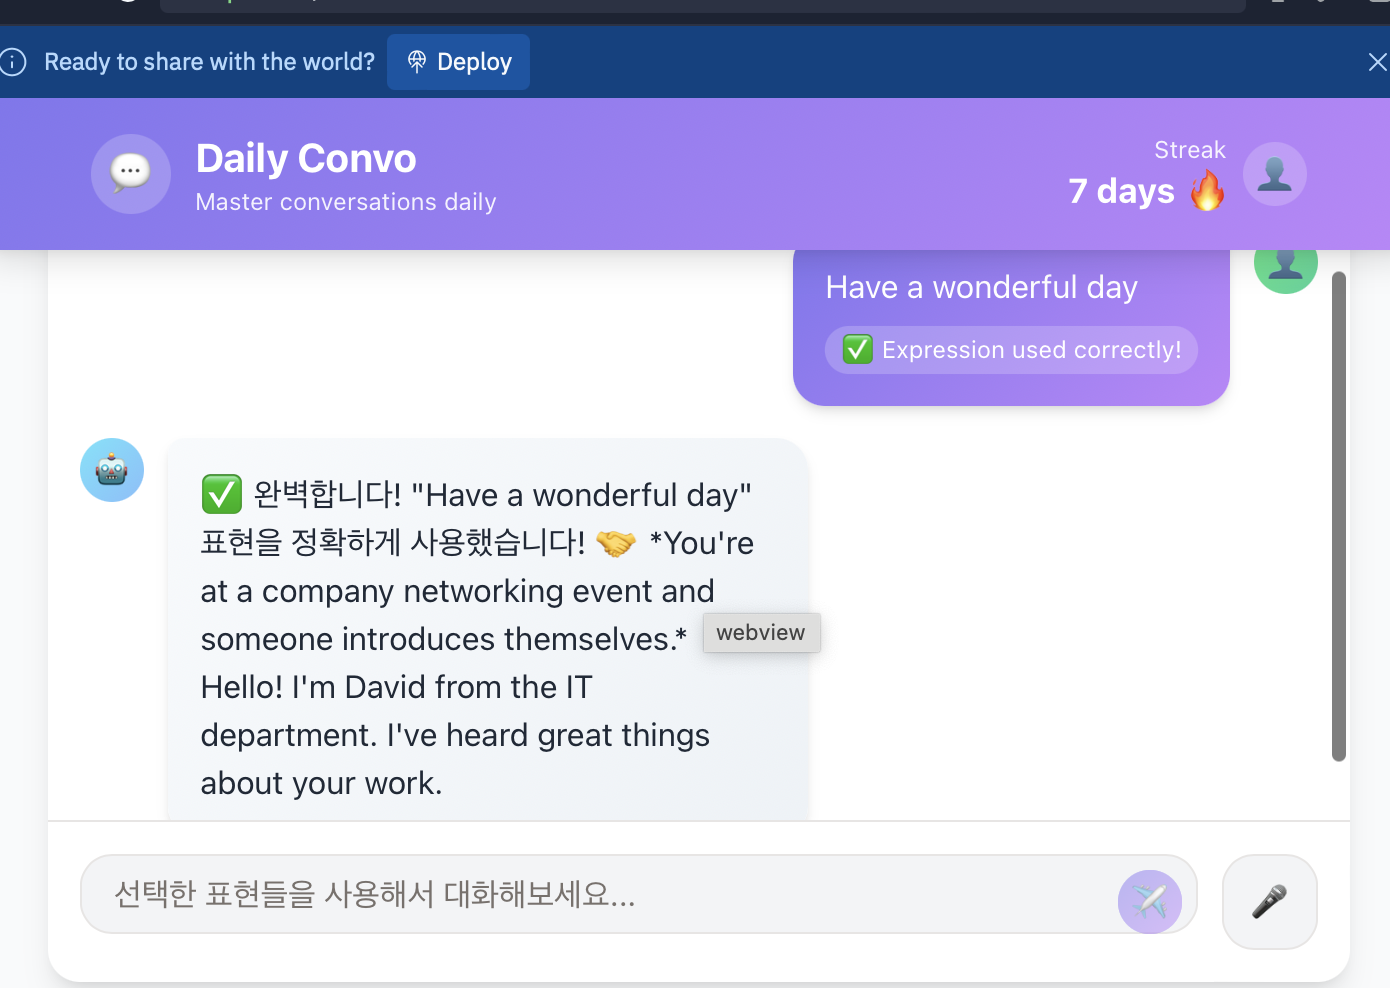 Ready to share with the world?
Deploy
Daily Convo
Master conversations daily
Streak
7 days 🔥
Have a wonderful day
✅ Expression used correctly!
✅ 완벽합니다! "Have a wonderful day"
표현을 정확하게 사용했습니다! 🤝 *You're
at a company networking event and
someone introduces themselves.*
webview
Hello! I'm David from the IT
department. I've heard great things
about your work.
선택한 표현들을 사용해서 대화해보세요...